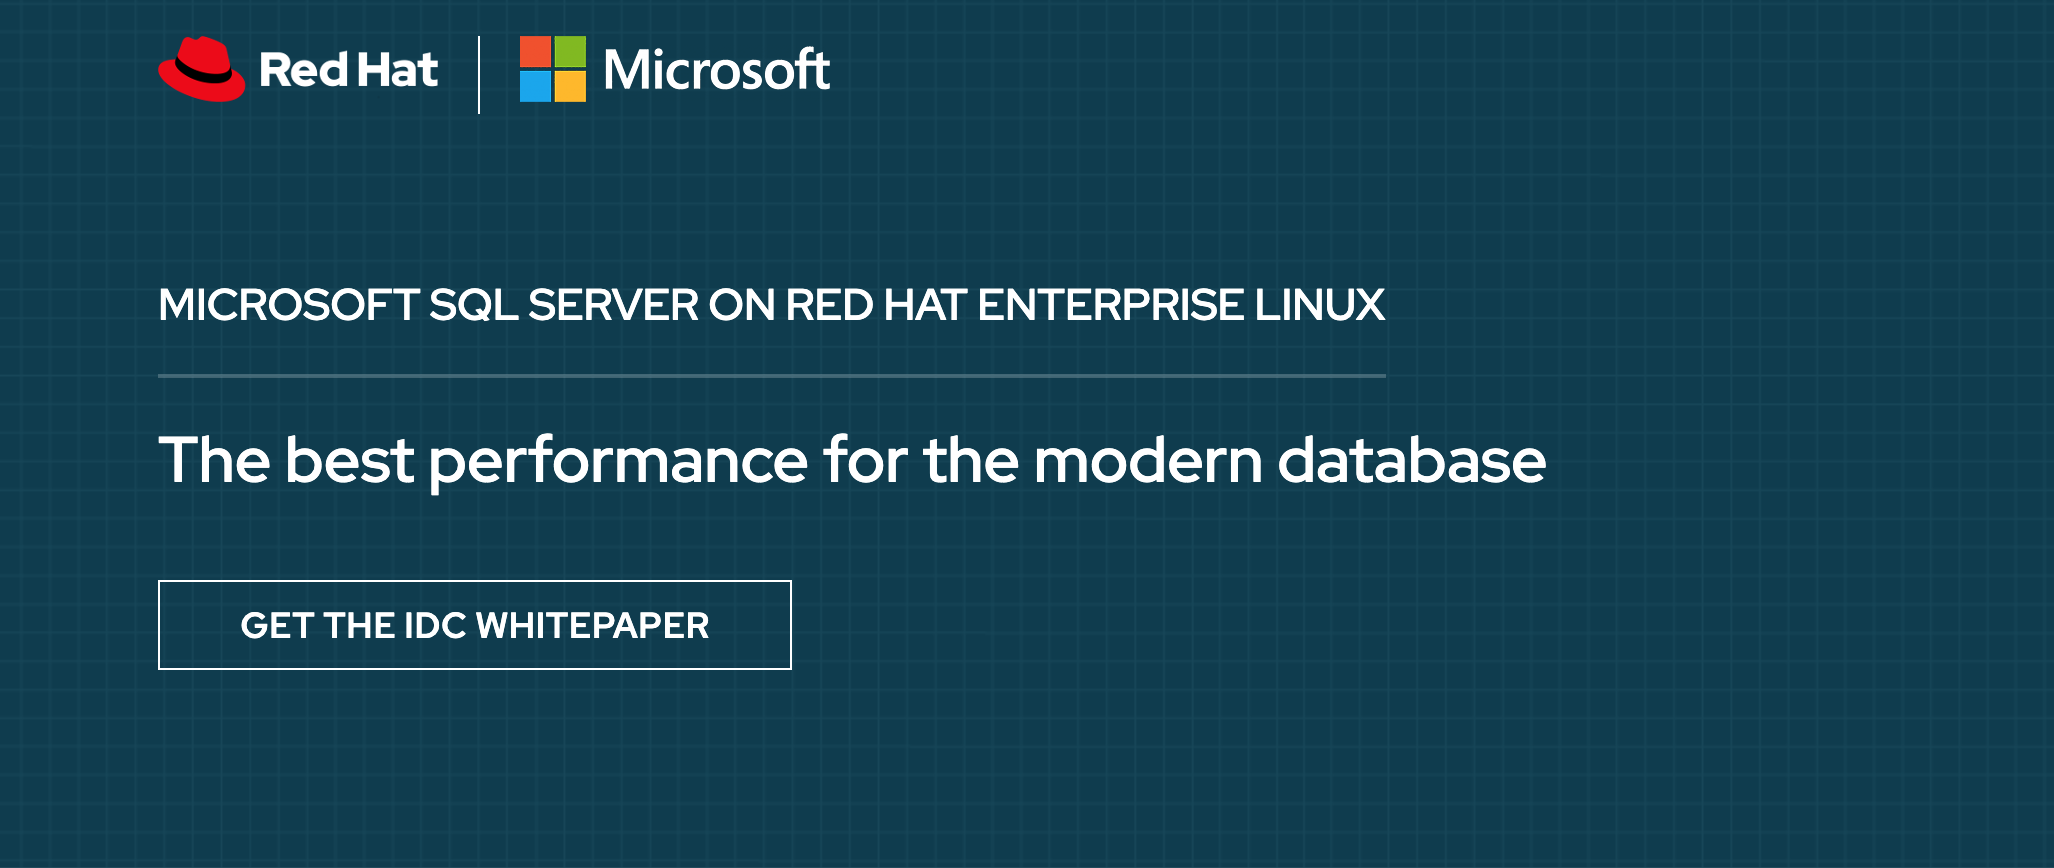 Red Hat | Microsoft
MICROSOFT SQL SERVER ON RED HAT ENTERPRISE LINUX
The best performance for the modern database
GET THE IDC WHITEPAPER